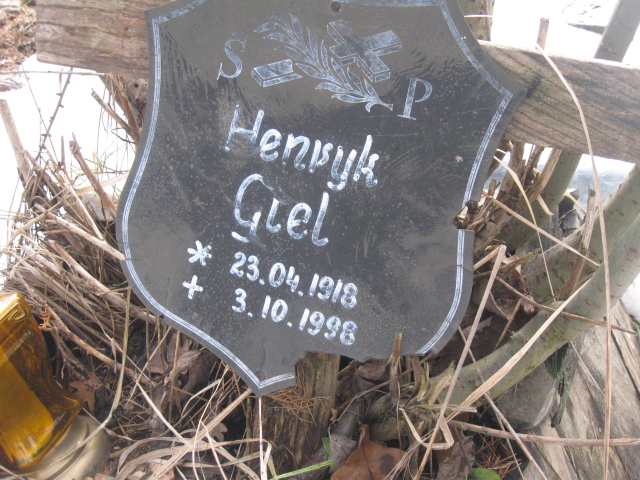 S P
Henryk
Giel
* 23.04.1918
+ 3.10.1998